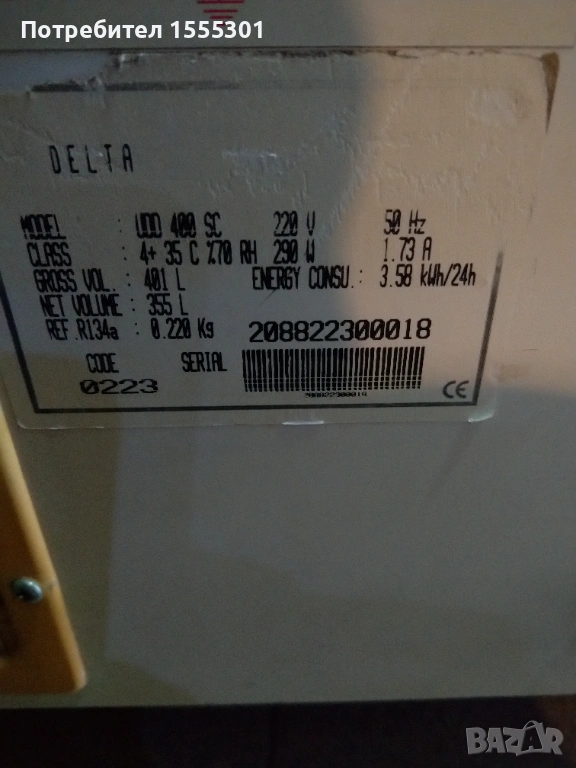 Потребител 1555301
DELTA
MODEL : UDD 400 SC 220 V 50 Hz
CLASS : 4+ 35 C %70 RH 290 W 1.73 A
GROSS VOL. : 401 L ENERGY CONSU.: 3.58 kWh/24h
NET VOLUME : 355 L
REF.R134a : 0.220 Kg 208822300018
CODE SERIAL
0223
208822300018
CE
BAZAR